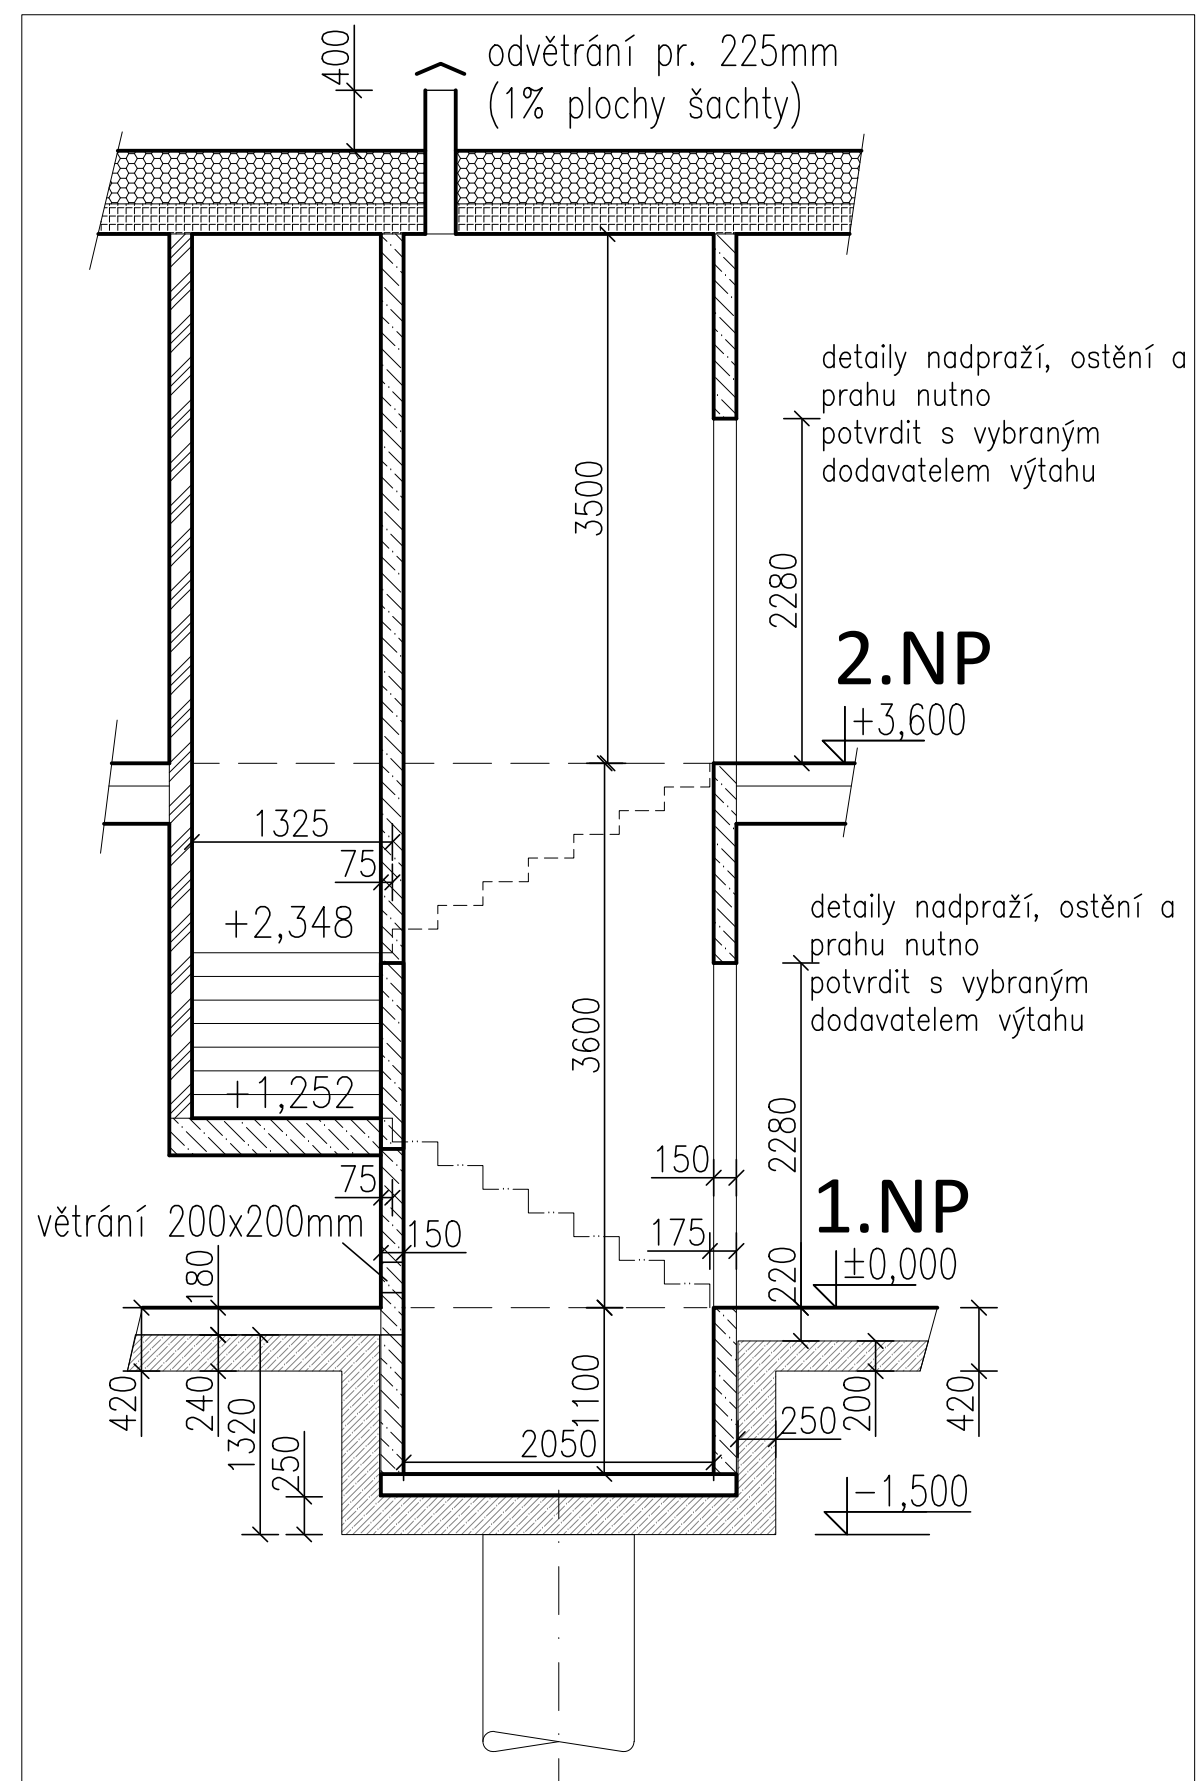 400
odvětrání pr. 225mm
(1% plochy šachty)
detaily nadpraží, ostění a
prahu nutno
potvrdit s vybraným
dodavatelem výtahu
3500
2280
2.NP
+3,600
1325
75
+2,348
detaily nadpraží, ostění a
prahu nutno
potvrdit s vybraným
dodavatelem výtahu
3600
+1,252
2280
150
75
1.NP
větrání 200x200mm
150
175
±0,000
180
220
420
240
1320
250
1100
2050
250
200
420
-1,500